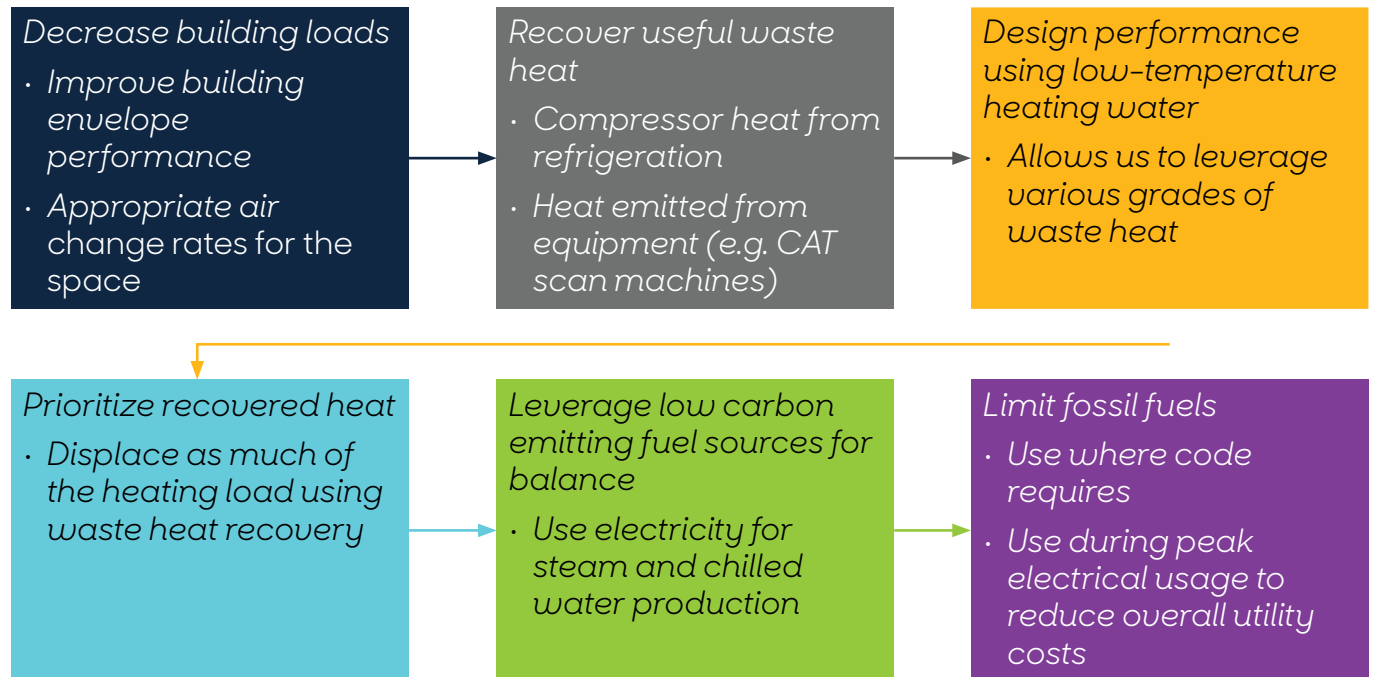 Decrease building loads
· Improve building
envelope
performance
· Appropriate air
change rates for the
space
Recover useful waste
heat
· Compressor heat from
refrigeration
· Heat emitted from
equipment (e.g. CAT
scan machines)
Design performance
using low-temperature
heating water
· Allows us to leverage
various grades of
waste heat
Prioritize recovered heat
· Displace as much of
the heating load using
waste heat recovery
Leverage low carbon
emitting fuel sources for
balance
· Use electricity for
steam and chilled
water production
Limit fossil fuels
· Use where code
requires
· Use during peak
electrical usage to
reduce overall utility
costs